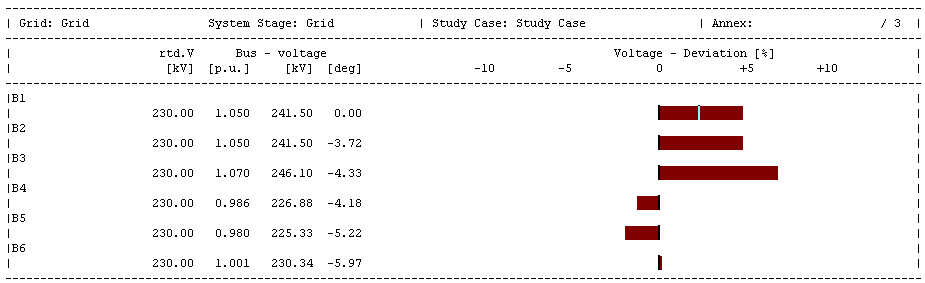 | Grid: Grid System Stage: Grid | Study Case: Study Case | Annex: / 3 |
| rtd.V Bus - voltage Voltage - Deviation [%] |
| [kV] [p.u.] [kV] [deg] -10 -5 0 +5 +10 |
|B1 |
| 230.00 1.050 241.50 0.00 |
|B2 |
| 230.00 1.050 241.50 -3.72 |
|B3 |
| 230.00 1.070 246.10 -4.33 |
|B4 |
| 230.00 0.986 226.88 -4.18 |
|B5 |
| 230.00 0.980 225.33 -5.22 |
|B6 |
| 230.00 1.001 230.34 -5.97 |